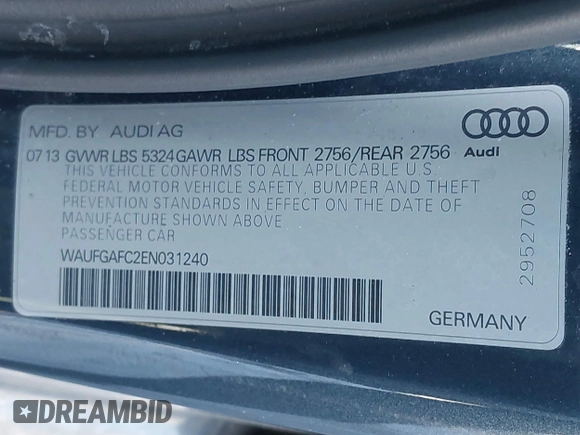 MFD. BY AUDI AG
Audi
0713 GVWR LBS 5324 GAWR LBS FRONT 2756/REAR 2756
THIS VEHICLE CONFORMS TO ALL APPLICABLE U.S
FEDERAL MOTOR VEHICLE SAFETY, BUMPER AND THEFT
PREVENTION STANDARDS IN EFFECT ON THE DATE OF
MANUFACTURE SHOWN ABOVE
PASSENGER CAR
WAUFGAFC2EN031240
2952708
GERMANY
DREAMBID